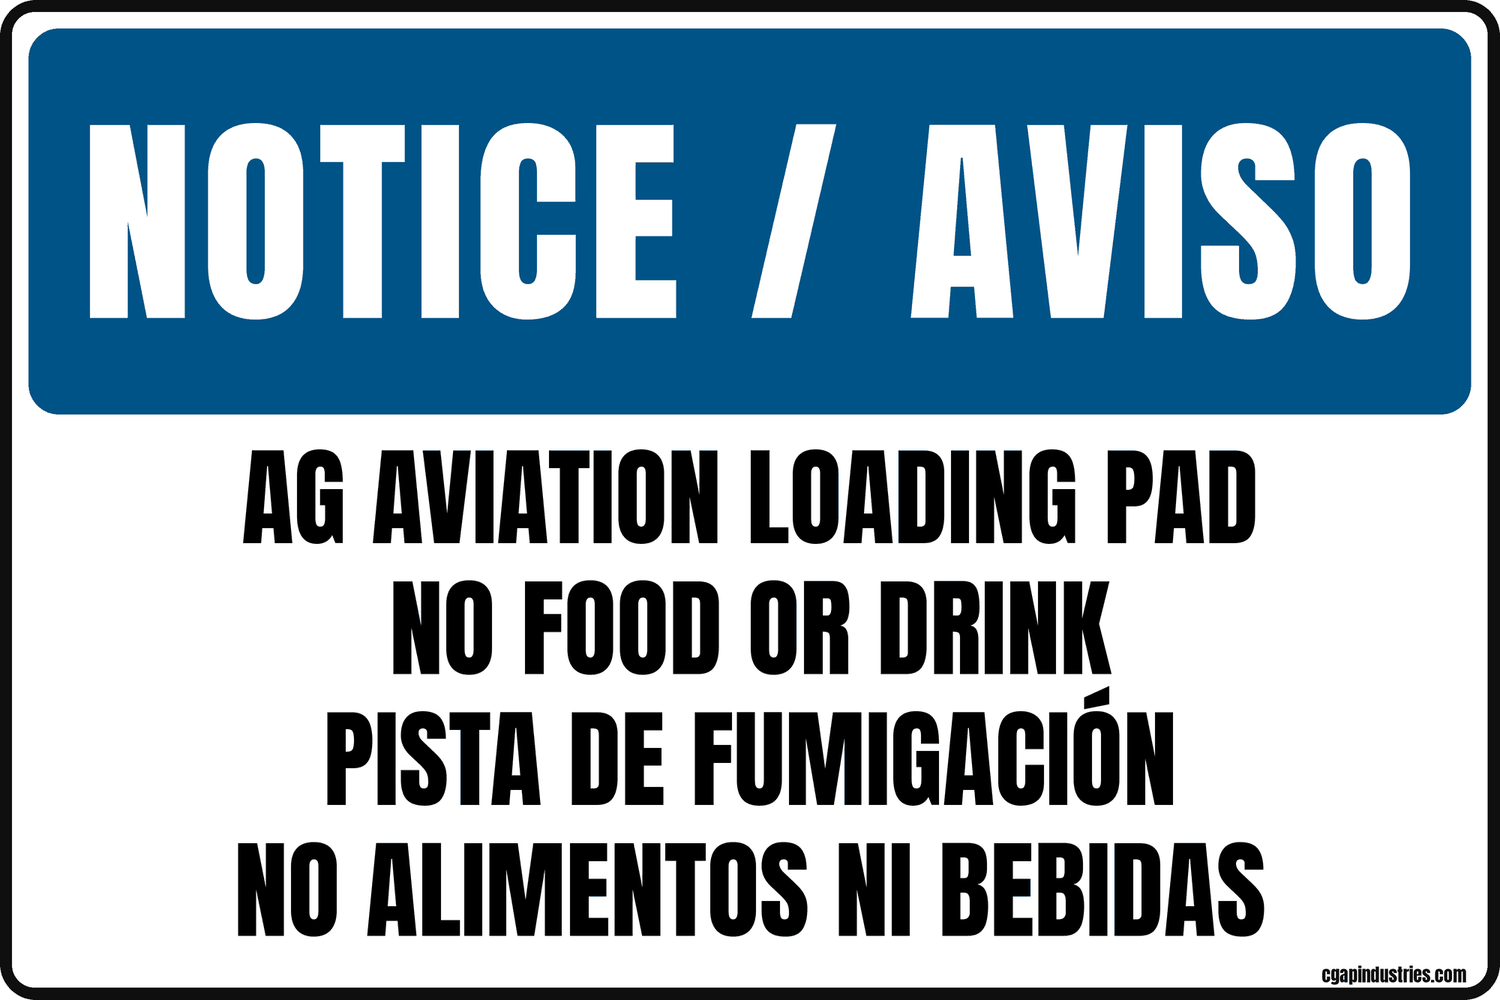 NOTICE / AVISO
AG AVIATION LOADING PAD
NO FOOD OR DRINK
PISTA DE FUMIGACIÓN
NO ALIMENTOS NI BEBIDAS
cgapindustries.com